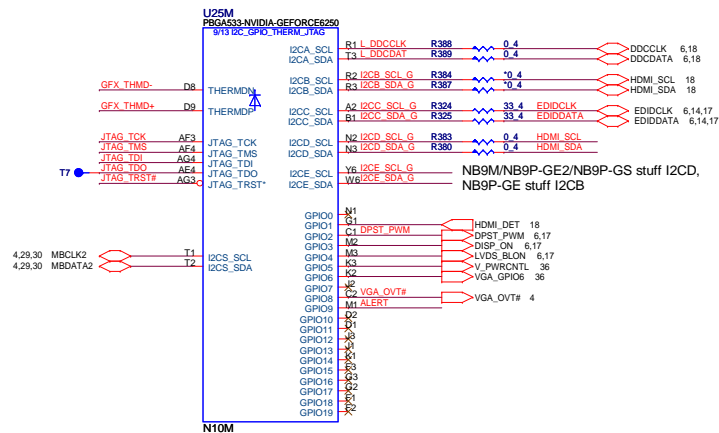 U25M
PBGA533-NVIDIA-GEFORCE6250
9/13 I2C_GPIO_THERM_JTAG
I2CA_SCL R1 L_DDCCLK R388 0_4 DDCCLK 6,18
I2CA_SDA T3 L_DDCDAT R389 0_4 DDCDATA 6,18
I2CB_SCL R2 I2CB_SCL_G R384 *0_4 HDMI_SCL 18
I2CB_SDA R3 I2CB_SDA_G R387 *0_4 HDMI_SDA 18
GFX_THMD- D8 THERMDN
GFX_THMD+ D9 THERMDP
I2CC_SCL A2 I2CC_SCL_G R324 33_4 EDIDCLK EDIDCLK 6,14,17
I2CC_SDA B1 I2CC_SDA_G R325 33_4 EDIDDATA EDIDDATA 6,14,17
JTAG_TCK AF3 JTAG_TCK I2CD_SCL N2 I2CD_SCL_G R383 0_4 HDMI_SCL
JTAG_TMS AF4 JTAG_TMS I2CD_SDA N3 I2CD_SDA_G R380 0_4 HDMI_SDA
JTAG_TDI AG4 JTAG_TDI
T7 JTAG_TDO AE4 JTAG_TDO I2CE_SCL Y6 I2CE_SCL_G
JTAG_TRST# AG3 JTAG_TRST* I2CE_SDA W6 I2CE_SDA_G
NB9M/NB9P-GE2/NB9P-GS stuff I2CD,
NB9P-GE stuff I2CB
GPIO0 N1
GPIO1 G1 HDMI_DET 18
GPIO2 C1 DPST_PWM DPST_PWM 6,17
GPIO3 M2 DISP_ON 6,17
GPIO4 M3 LVDS_BLON 6,17
GPIO5 K3 V_PWRCNTL 36
GPIO6 K2 VGA_GPIO6 36
GPIO7 J2
GPIO8 C2 VGA_OVT# VGA_OVT# 4
GPIO9 M1 ALERT
4,29,30 MBCLK2 T1 I2CS_SCL
4,29,30 MBDATA2 T2 I2CS_SDA
GPIO10 D2
GPIO11 D1
GPIO12 J3
GPIO13 J1
GPIO14 K1
GPIO15 F3
GPIO16 G3
GPIO17 G2
GPIO18 F1
GPIO19 F2
N10M